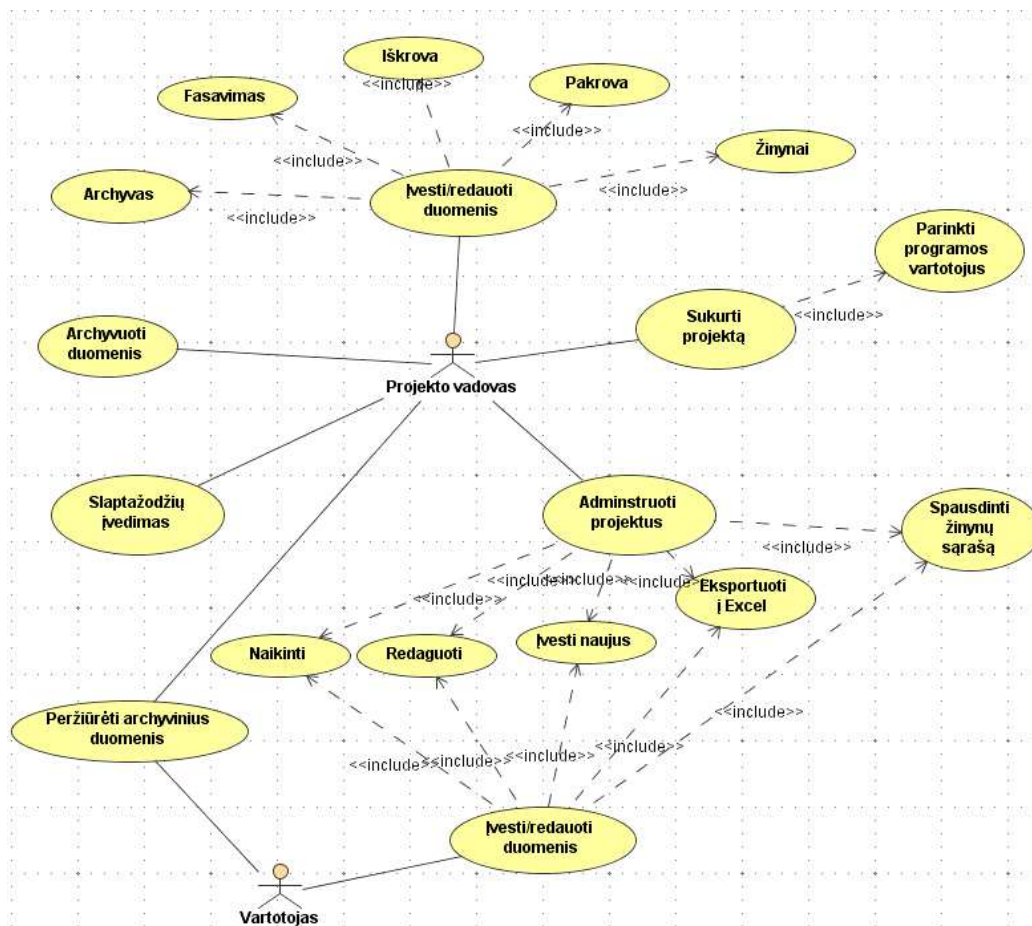 Iškrova
<<include>>
Pakrova
Fasavimas
<<include>>
<<include>>
Žinynai
<<include>>
Archyvas
<<include>>
Įvesti/redauoti
duomenis
Parinkti
programos
vartotojus
<<include>>
Sukurti
projektą
Archyvuoti
duomenis
Projekto vadovas
Slaptažodžių
įvedimas
Adminstruoti
projektus
Spausdinti
žinynų
sąrašą
<<include>>
<<include>>
<<include>>
<<include>>
<<include>>
Eksportuoti
į Excel
Naikinti
Redaguoti
Įvesti naujus
Peržiūrėti archyvinius
duomenis
<<include>>
<<include>>
<<include>>
<<include>>
<<include>>
Įvesti/redauoti
duomenis
Vartotojas